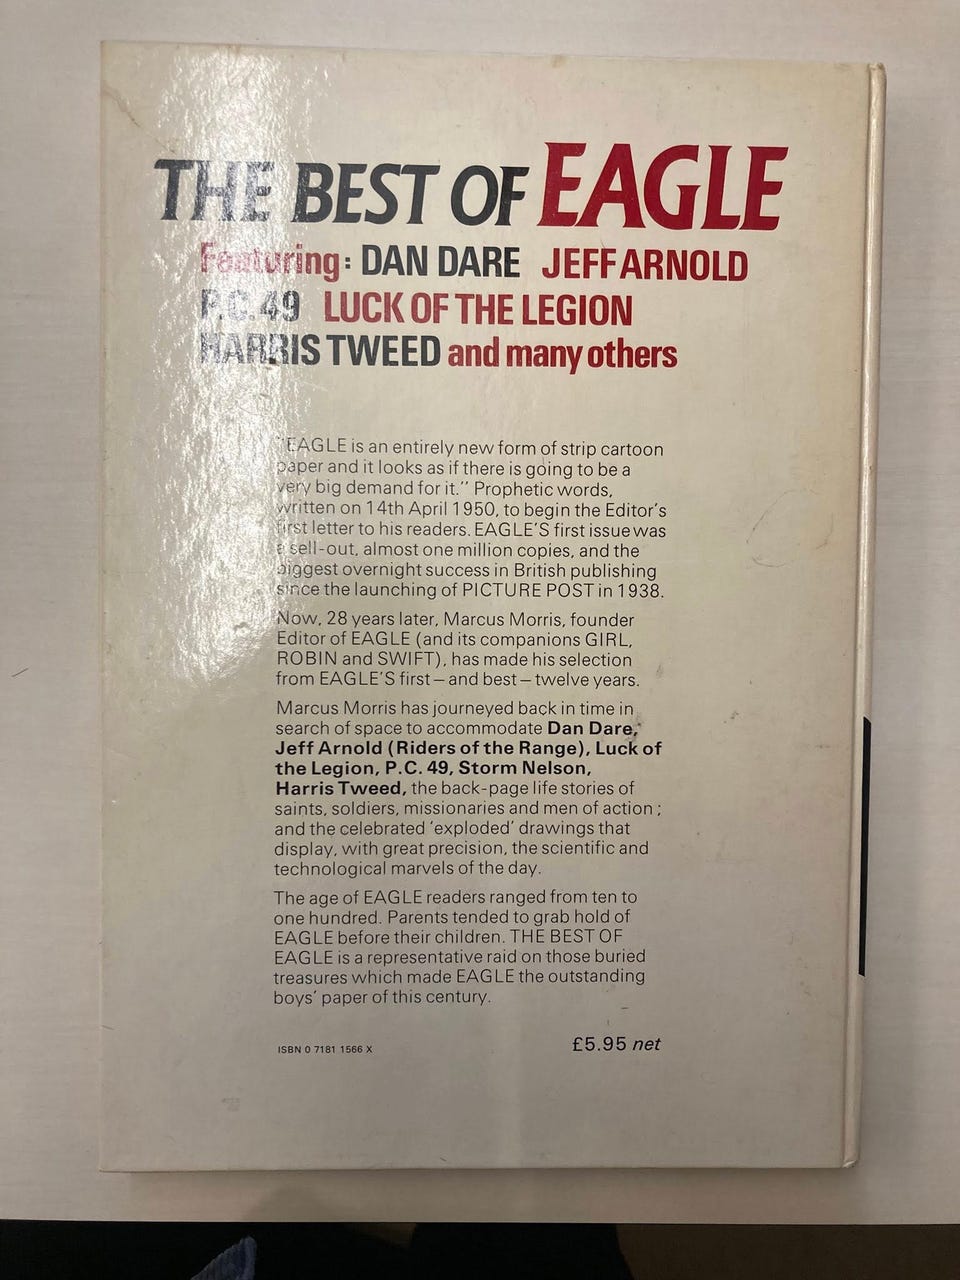 THE BEST OF EAGLE
Featuring: DAN DARE JEFF ARNOLD
P.C. 49 LUCK OF THE LEGION
HARRIS TWEED and many others
"EAGLE is an entirely new form of strip cartoon
paper and it looks as if there is going to be a
very big demand for it." Prophetic words,
written on 14th April 1950, to begin the Editor's
first letter to his readers. EAGLE'S first issue was
a sell-out, almost one million copies, and the
biggest overnight success in British publishing
since the launching of PICTURE POST in 1938.
Now, 28 years later, Marcus Morris, founder
Editor of EAGLE (and its companions GIRL,
ROBIN and SWIFT), has made his selection
from EAGLE'S first – and best – twelve years.
Marcus Morris has journeyed back in time in
search of space to accommodate Dan Dare,
Jeff Arnold (Riders of the Range), Luck of
the Legion, P.C. 49, Storm Nelson,
Harris Tweed, the back-page life stories of
saints, soldiers, missionaries and men of action;
and the celebrated 'exploded' drawings that
display, with great precision, the scientific and
technological marvels of the day.
The age of EAGLE readers ranged from ten to
one hundred. Parents tended to grab hold of
EAGLE before their children. THE BEST OF
EAGLE is a representative raid on those buried
treasures which made EAGLE the outstanding
boys' paper of this century.
ISBN 0 7181 1566 X
£5.95 net